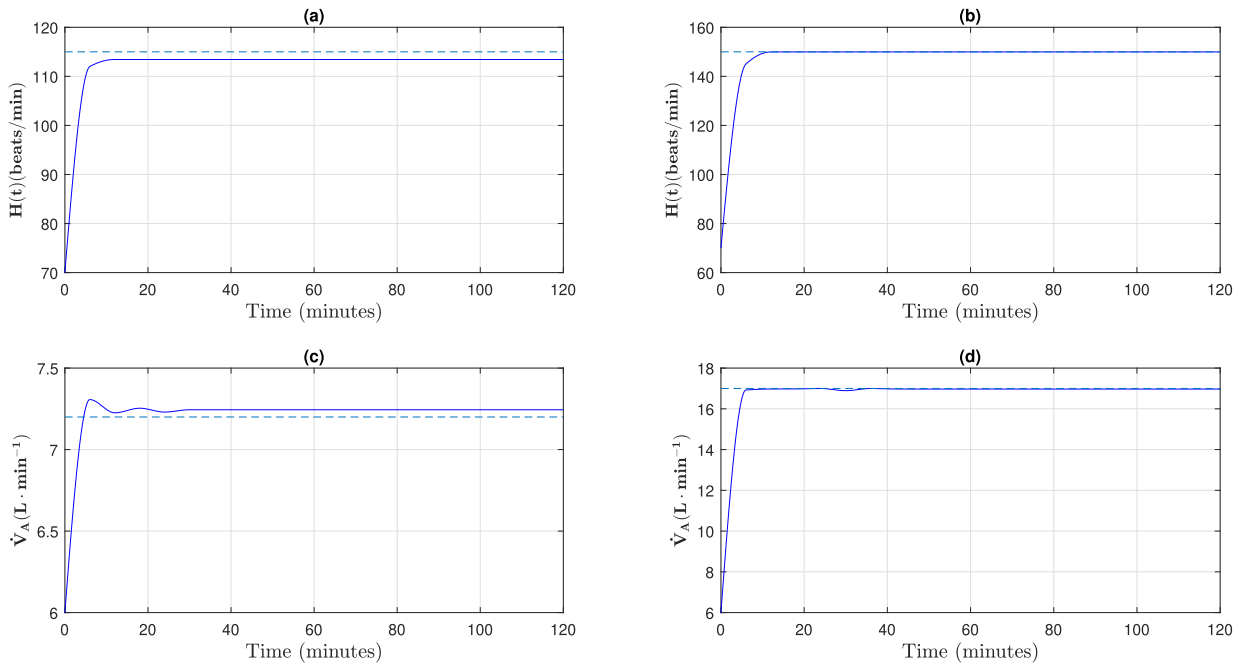 (a)
H(t)(beats/min)
120
110
100
90
80
70
0 20 40 60 80 100 120
Time (minutes)
(b)
H(t)(beats/min)
160
140
120
100
80
60
0 20 40 60 80 100 120
Time (minutes)
(c)
V̇_A(L · min⁻¹)
7.5
7
6.5
6
0 20 40 60 80 100 120
Time (minutes)
(d)
V̇_A(L · min⁻¹)
18
16
14
12
10
8
6
0 20 40 60 80 100 120
Time (minutes)